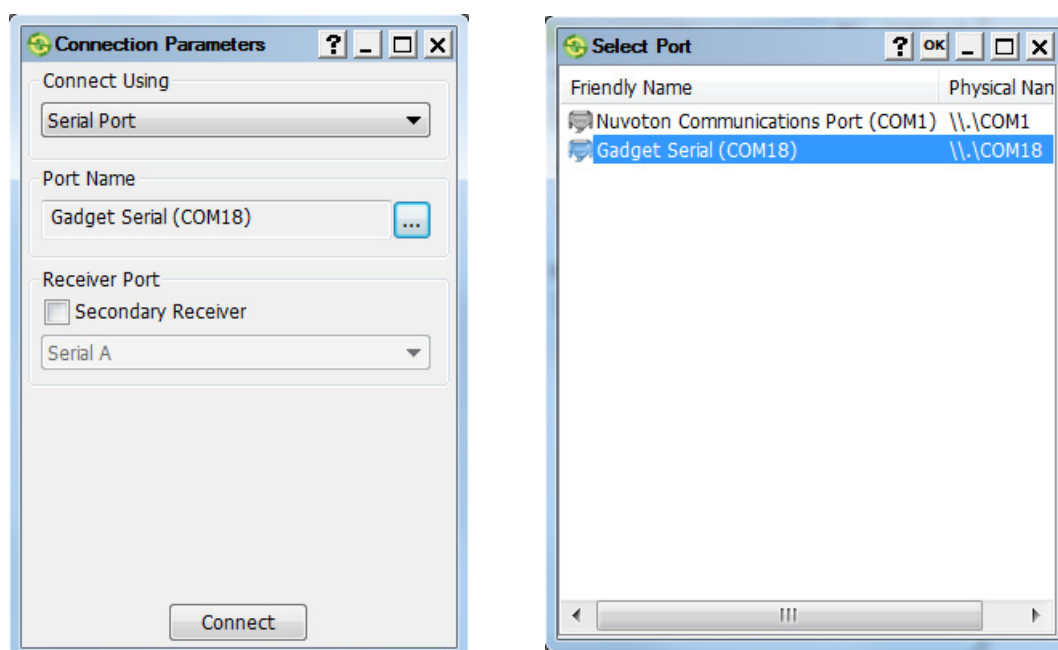 Connection Parameters
Connect Using
Serial Port
Port Name
Gadget Serial (COM18)
...
Receiver Port
Secondary Receiver
Serial A
Connect
Select Port
OK
Friendly Name Physical Nan
Nuvoton Communications Port (COM1) \\.\COM1
Gadget Serial (COM18) \\.\COM18